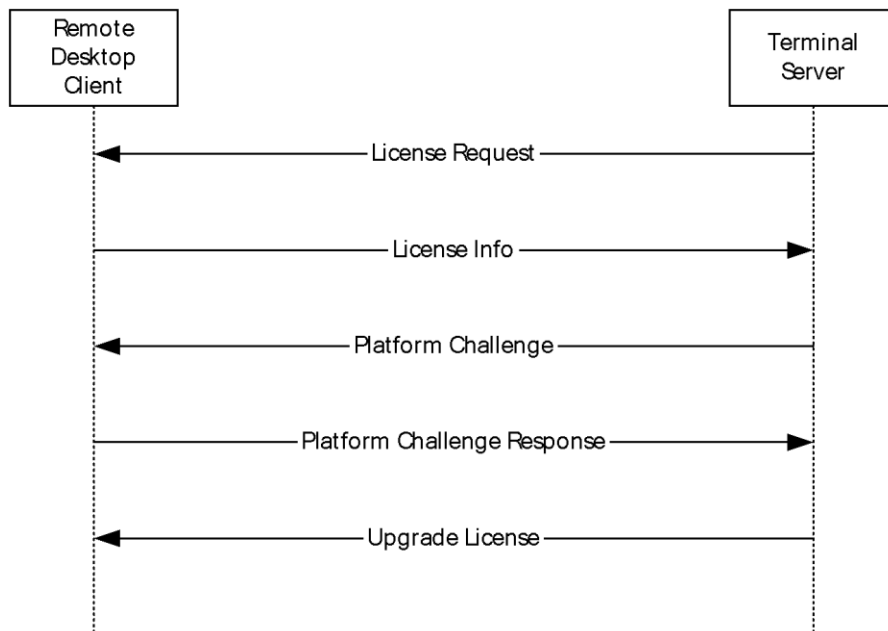 Remote
Desktop
Client
Terminal
Server
License Request
License Info
Platform Challenge
Platform Challenge Response
Upgrade License